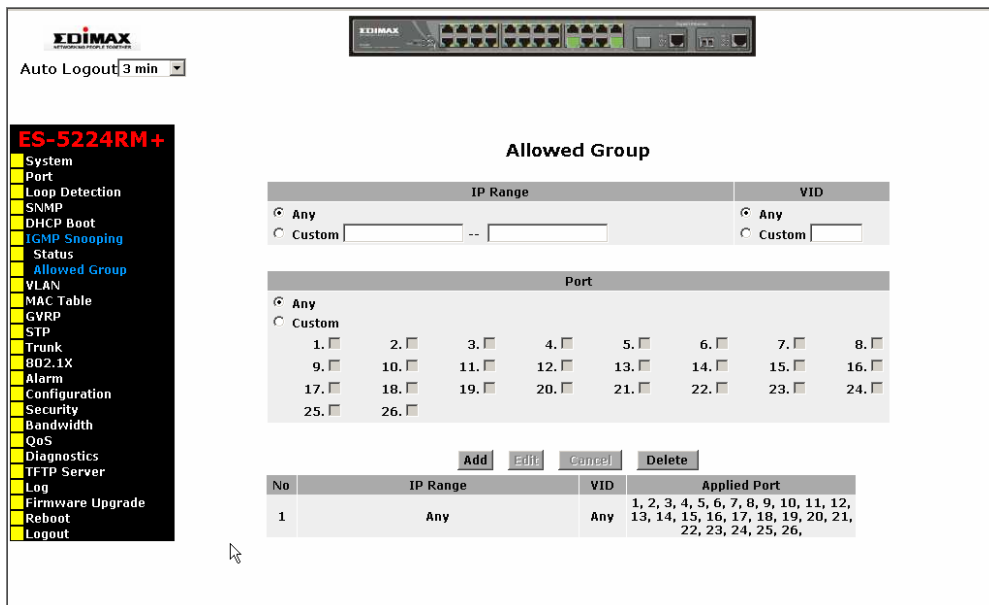 EDIMAX
NETWORKING PEOPLE TOGETHER
EDIMAX
Auto Logout 3 min
ES-5224RM+
System
Port
Loop Detection
SNMP
DHCP Boot
IGMP Snooping
Status
Allowed Group
VLAN
MAC Table
GVRP
STP
Trunk
802.1X
Alarm
Configuration
Security
Bandwidth
QoS
Diagnostics
TFTP Server
Log
Firmware Upgrade
Reboot
Logout
Allowed Group
IP Range VID
Any Any
Custom -- Custom
Port
Any
Custom
1. 2. 3. 4. 5. 6. 7. 8.
9. 10. 11. 12. 13. 14. 15. 16.
17. 18. 19. 20. 21. 22. 23. 24.
25. 26.
Add Edit Cancel Delete
No IP Range VID Applied Port
1 Any Any 1, 2, 3, 4, 5, 6, 7, 8, 9, 10, 11, 12,
13, 14, 15, 16, 17, 18, 19, 20, 21,
22, 23, 24, 25, 26,